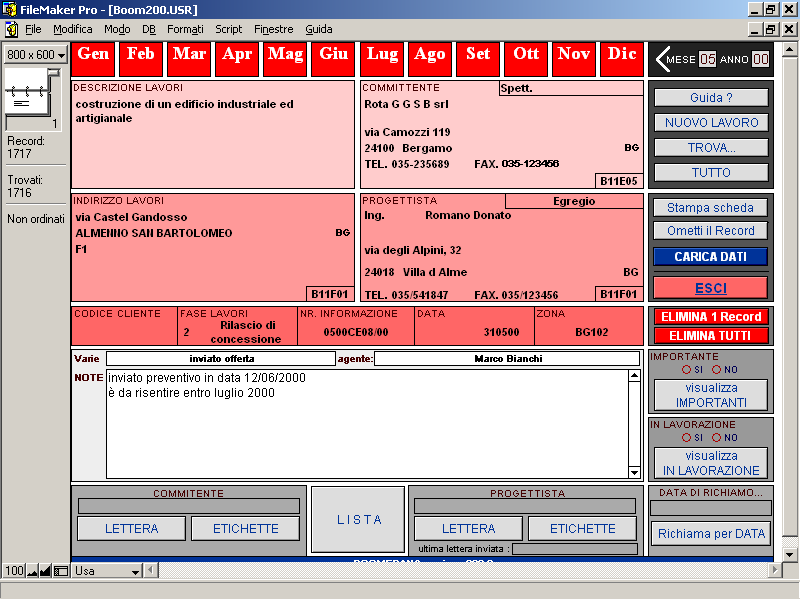 FileMaker Pro - [Boom200.USR]
File Modifica Modo DB Formati Script Finestre Guida
800 x 600
1
Record:
1717
Trovati:
1716
Non ordinati
Gen Feb Mar Apr Mag Giu Lug Ago Set Ott Nov Dic
MESE 05 ANNO 00
DESCRIZIONE LAVORI
costruzione di un edificio industriale ed
artigianale
COMMITTENTE Spett.
Rota G G S B srl
via Camozzi 119
24100 Bergamo BG
TEL. 035-235689 FAX. 035-123456
B11E05
INDIRIZZO LAVORI
via Castel Gandosso
ALMENNO SAN BARTOLOMEO BG
F1
B11F01
PROGETTISTA Egregio
Ing. Romano Donato
via degli Alpini, 32
24018 Villa d Alme BG
TEL. 035/541847 FAX. 035/123456 B11F01
CODICE CLIENTE
FASE LAVORI
2 Rilascio di
concessione
NR. INFORMAZIONE
0500CE08/00
DATA
310500
ZONA
BG102
Varie inviato offerta agente: Marco Bianchi
NOTE inviato preventivo in data 12/06/2000
è da risentire entro luglio 2000
COMMITENTE
LETTERA ETICHETTE
LISTA
PROGETTISTA
LETTERA ETICHETTE
ultima lettera inviata :
Guida ?
NUOVO LAVORO
TROVA...
TUTTO
Stampa scheda
Ometti il Record
CARICA DATI
ESCI
ELIMINA 1 Record
ELIMINA TUTTI
IMPORTANTE
SI NO
visualizza
IMPORTANTI
IN LAVORAZIONE
SI NO
visualizza
IN LAVORAZIONE
DATA DI RICHIAMO...
Richiama per DATA
100 Usa